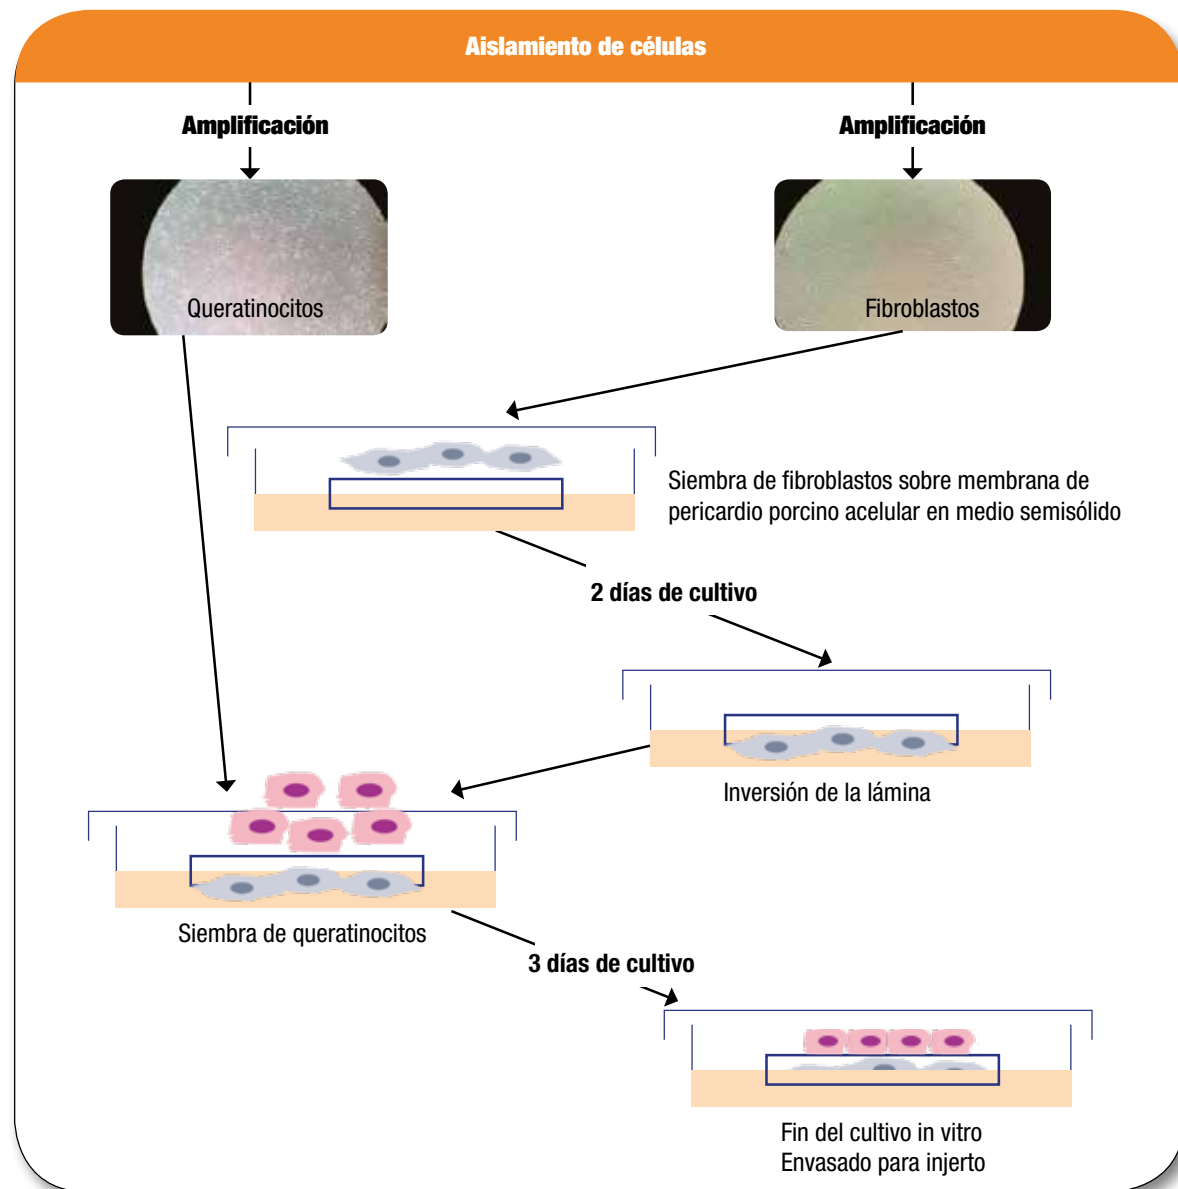 Aislamiento de células
Amplificación
Amplificación
Queratinocitos
Fibroblastos
Siembra de fibroblastos sobre membrana de
pericardio porcino acelular en medio semisólido
2 días de cultivo
Inversión de la lámina
Siembra de queratinocitos
3 días de cultivo
Fin del cultivo in vitro
Envasado para injerto